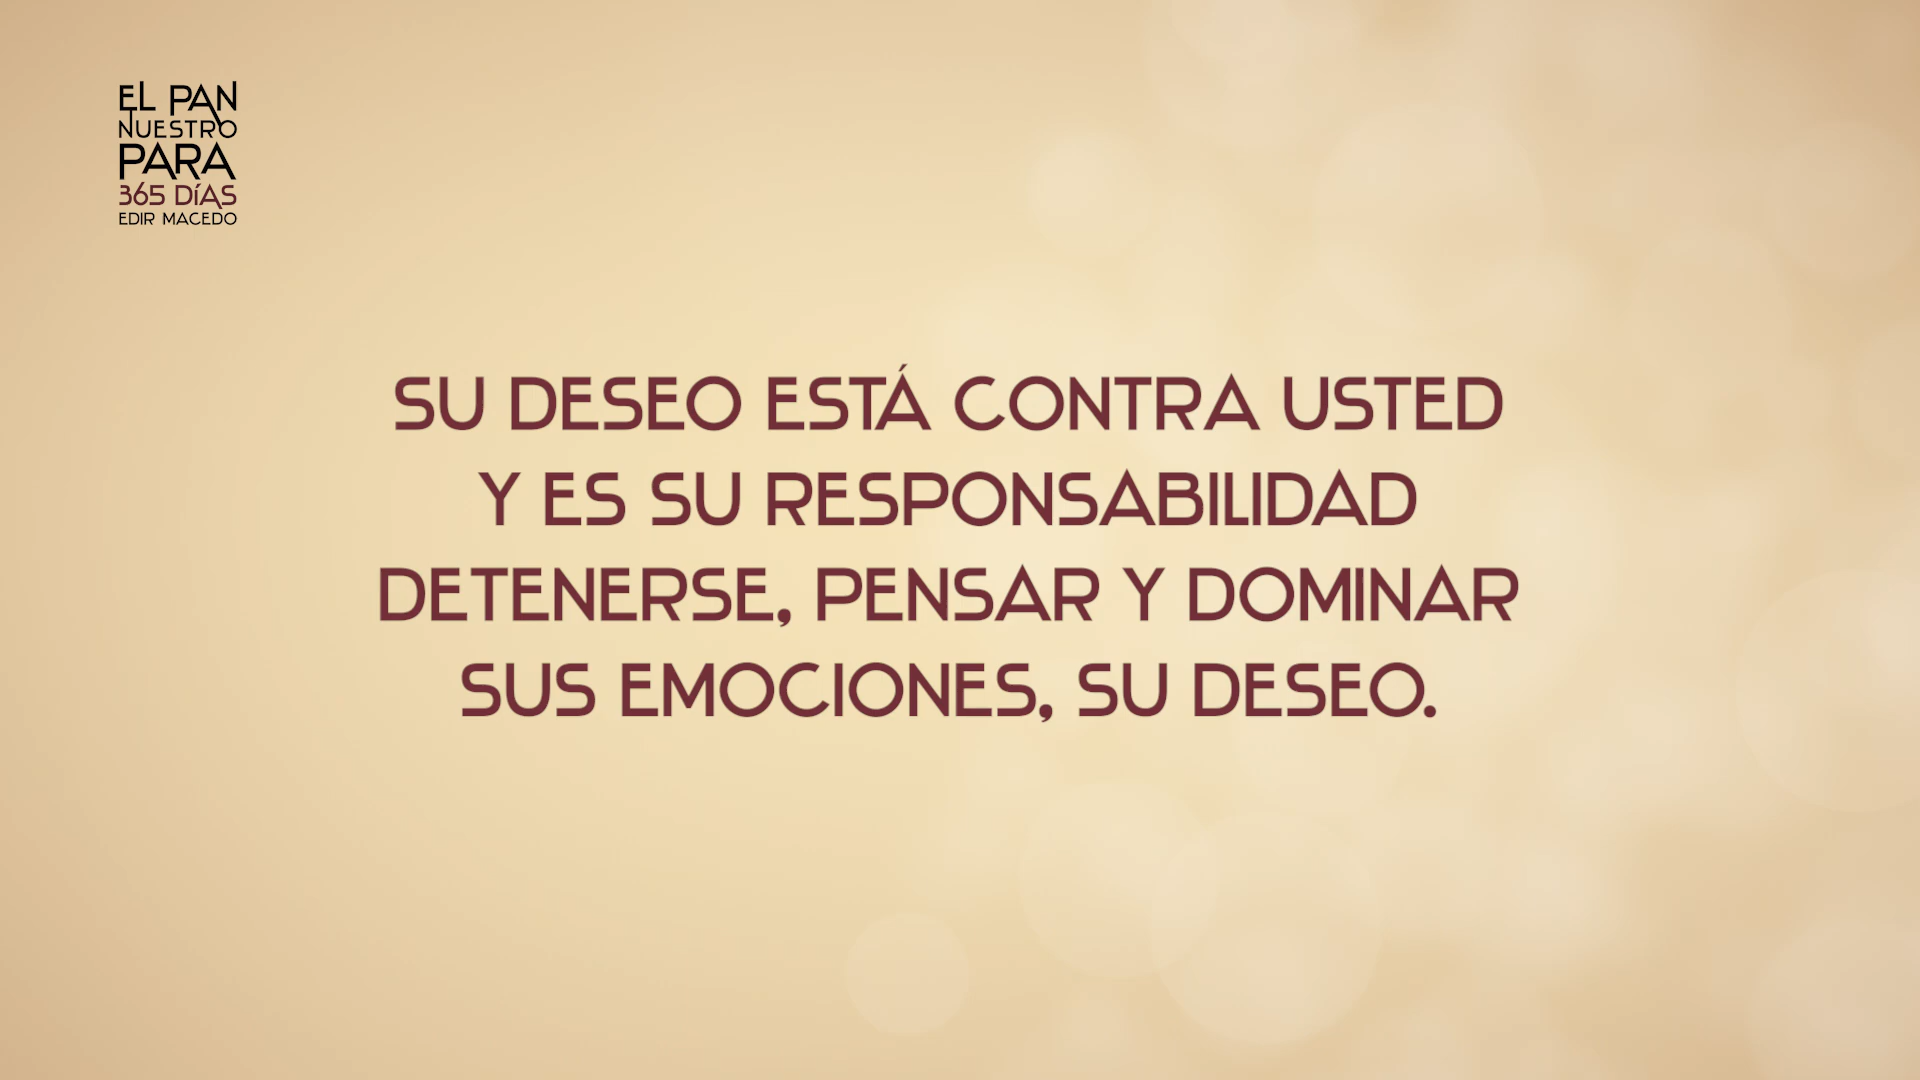 EL PAN
NUESTRO
PARA
365 DÍAS
EDIR MACEDO
SU DESEO ESTÁ CONTRA USTED
Y ES SU RESPONSABILIDAD
DETENERSE, PENSAR Y DOMINAR
SUS EMOCIONES, SU DESEO.